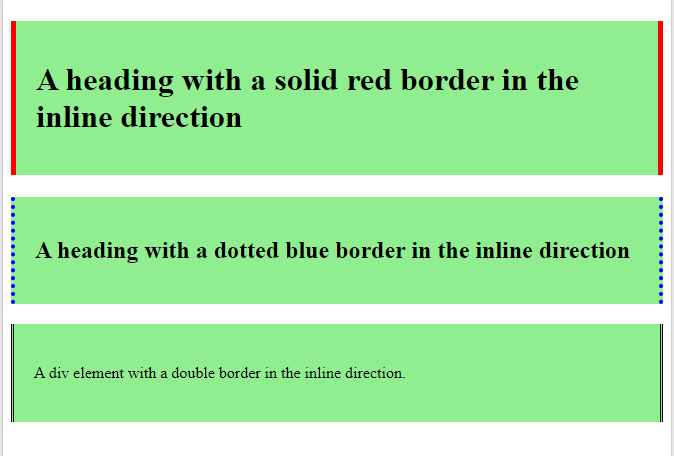 A heading with a solid red border in the
inline direction
A heading with a dotted blue border in the inline direction
A div element with a double border in the inline direction.